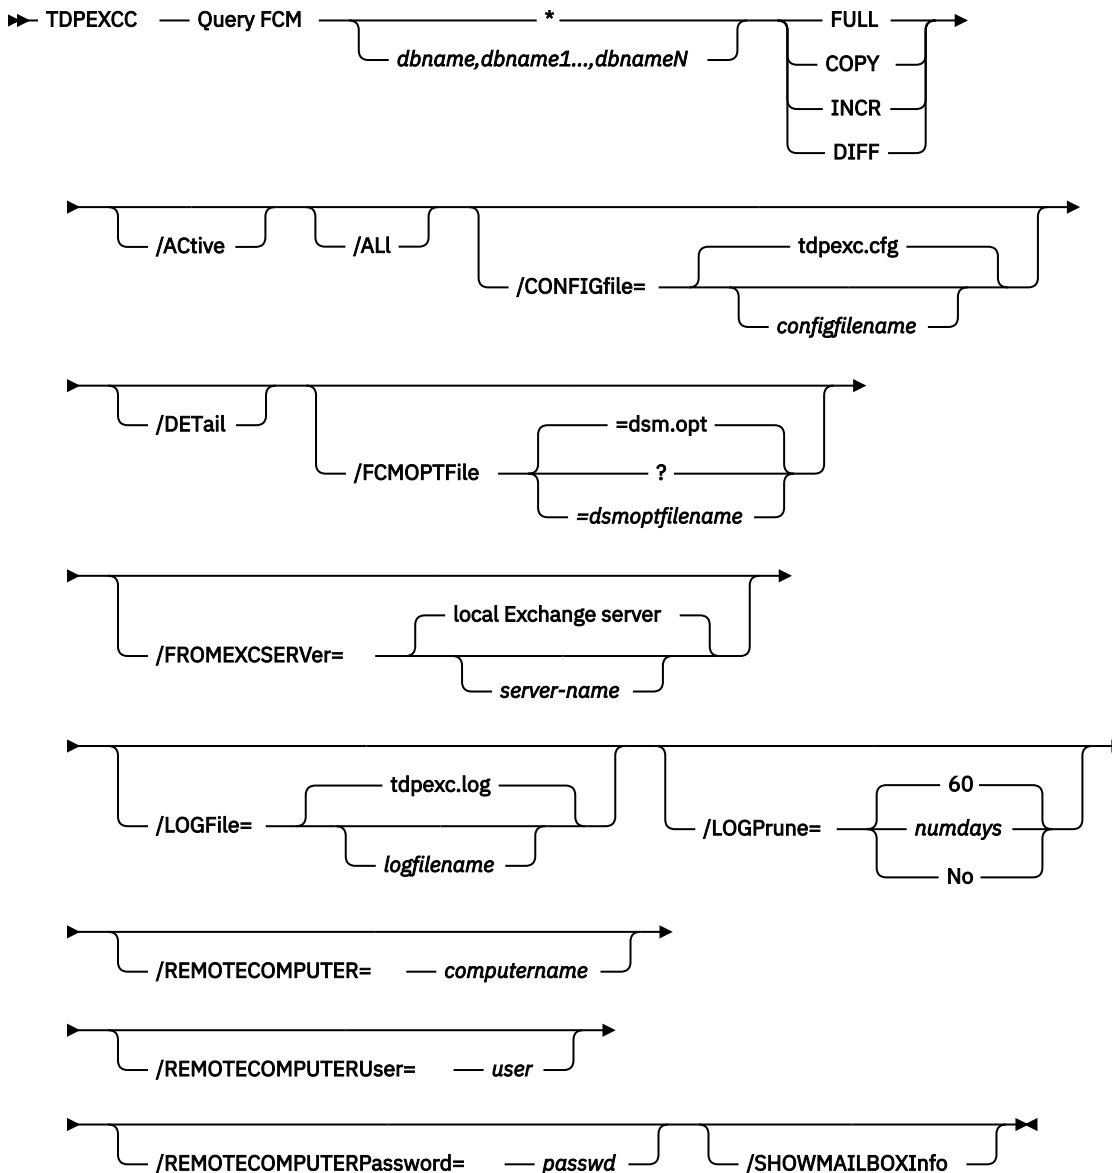 TDPEXCC Query FCM * FULL
dbname,dbname1...,dbnameN COPY
INCR
DIFF
/ACtive /ALl tdpexc.cfg
/CONFIGfile=
configfilename
/DETail =dsm.opt
/FCMOPTFile ?
=dsmoptfilename
local Exchange server
/FROMEXCSERVer=
server-name
tdpexc.log 60
/LOGFile= /LOGPrune= numdays
logfilename No
/REMOTECOMPUTER= computername
/REMOTECOMPUTERUser= user
/REMOTECOMPUTERPassword= passwd /SHOWMAILBOXInfo